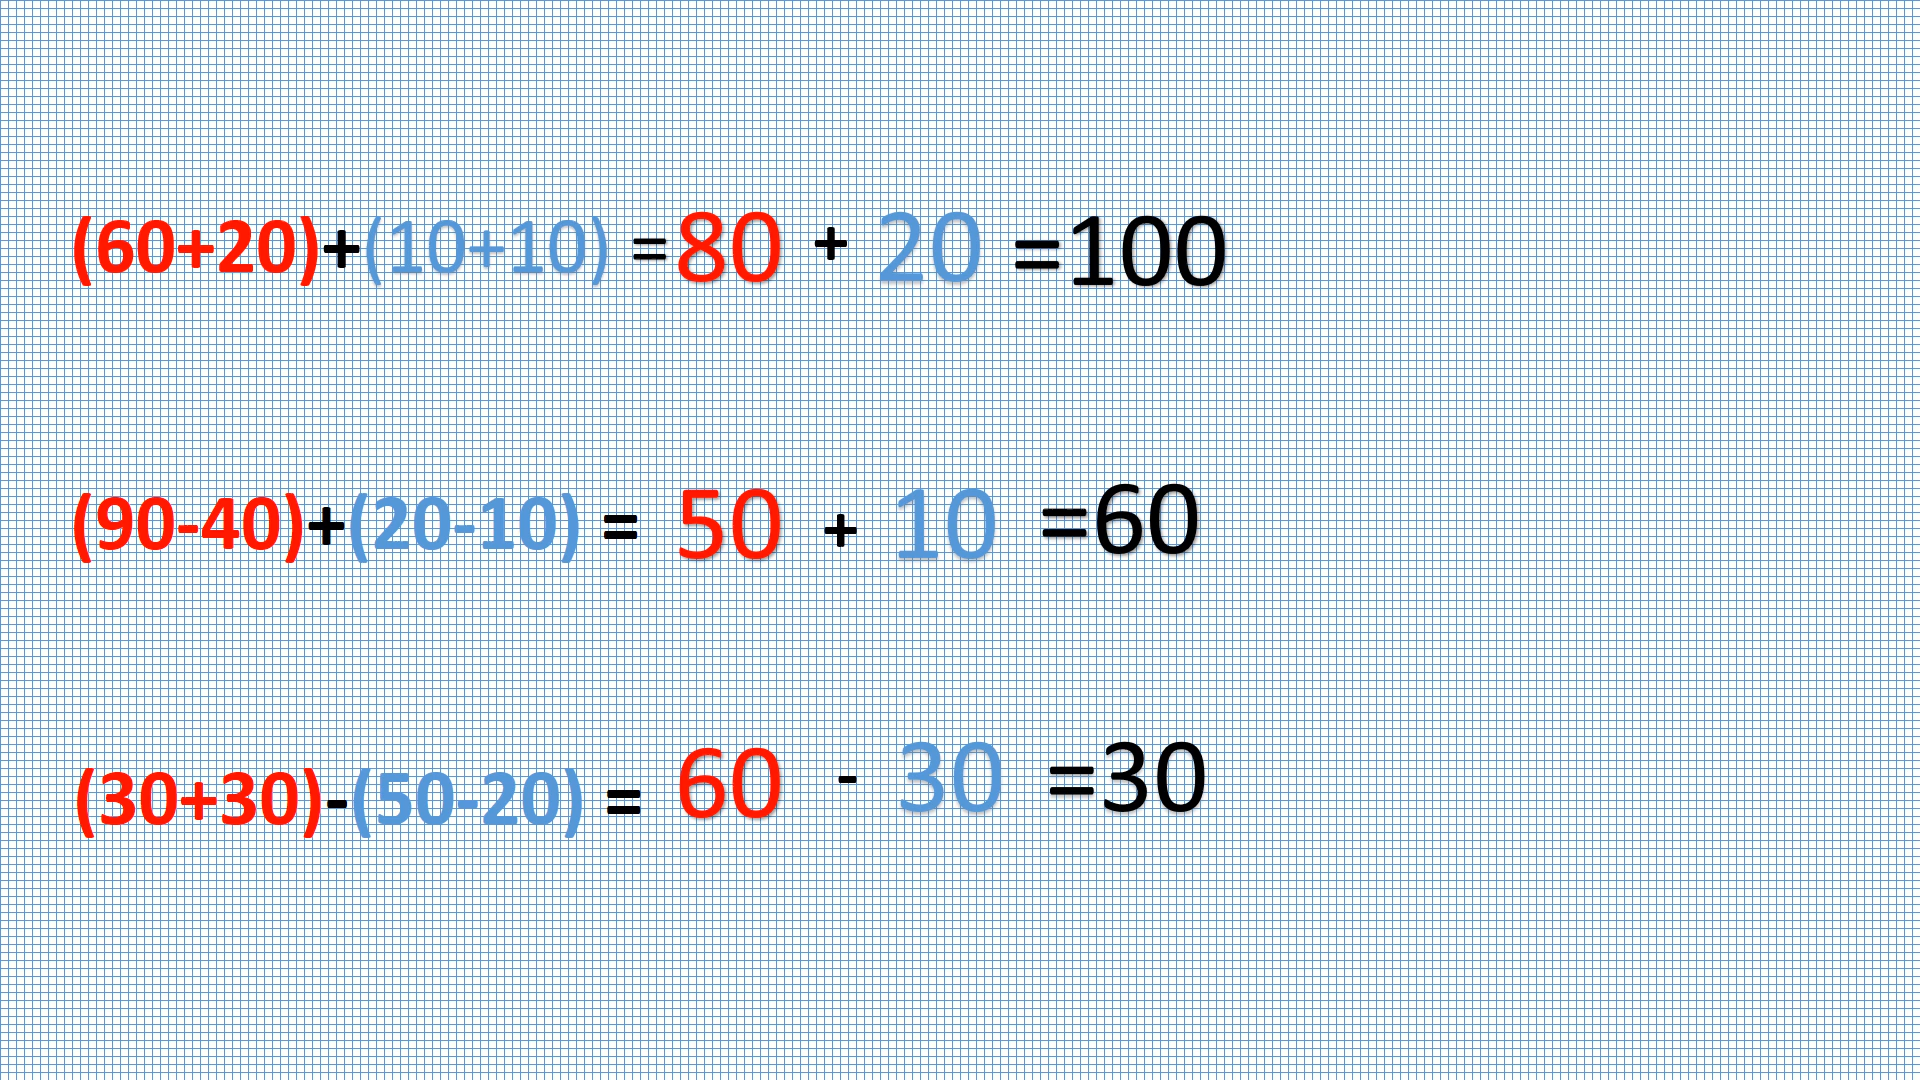 (60+20)+(10+10) =80 + 20 =100
(90-40)+(20-10) = 50 + 10 =60
(30+30)-(50-20) = 60 - 30 =30